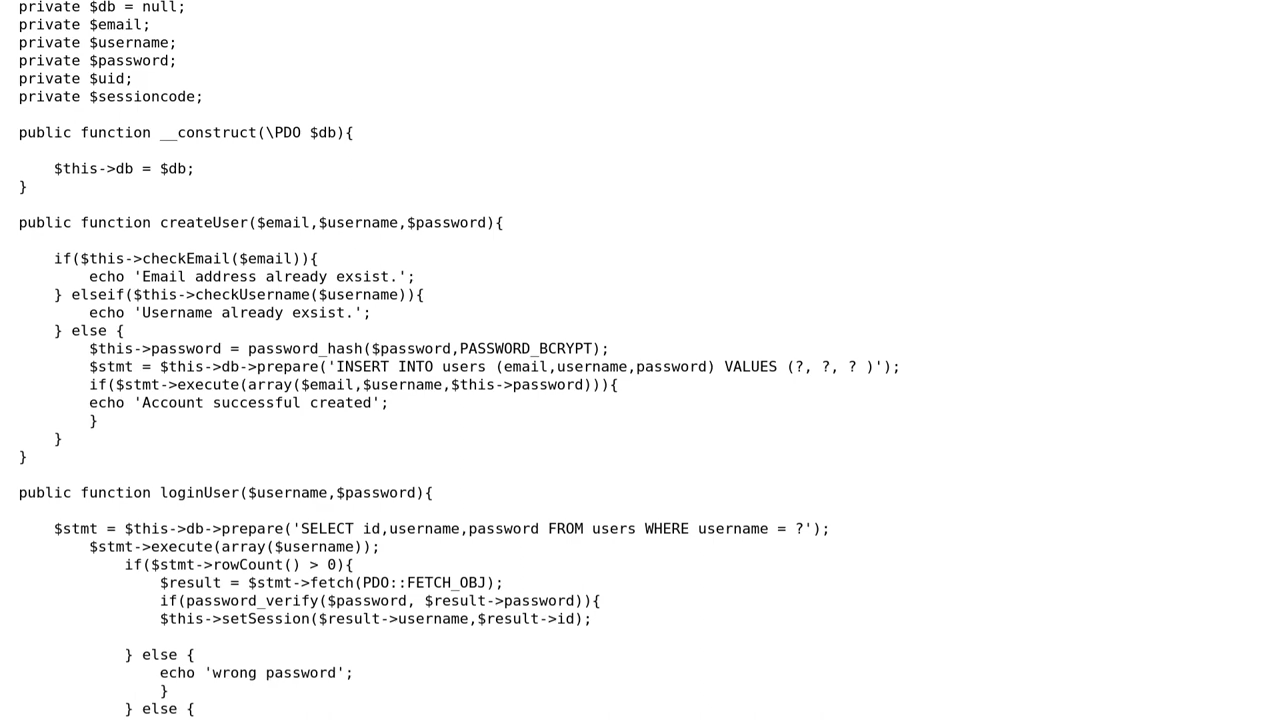 private $db = null;
private $email;
private $username;
private $password;
private $uid;
private $sessioncode;
public function __construct(\PDO $db){
$this->db = $db;
}
public function createUser($email,$username,$password){
if($this->checkEmail($email)){
echo 'Email address already exsist.';
} elseif($this->checkUsername($username)){
echo 'Username already exsist.';
} else {
$this->password = password_hash($password,PASSWORD_BCRYPT);
$stmt = $this->db->prepare('INSERT INTO users (email,username,password) VALUES (?, ?, ? )');
if($stmt->execute(array($email,$username,$this->password))){
echo 'Account successful created';
}
}
}
public function loginUser($username,$password){
$stmt = $this->db->prepare('SELECT id,username,password FROM users WHERE username = ?');
$stmt->execute(array($username));
if($stmt->rowCount() > 0){
$result = $stmt->fetch(PDO::FETCH_OBJ);
if(password_verify($password, $result->password)){
$this->setSession($result->username,$result->id);
} else {
echo 'wrong password';
}
} else {